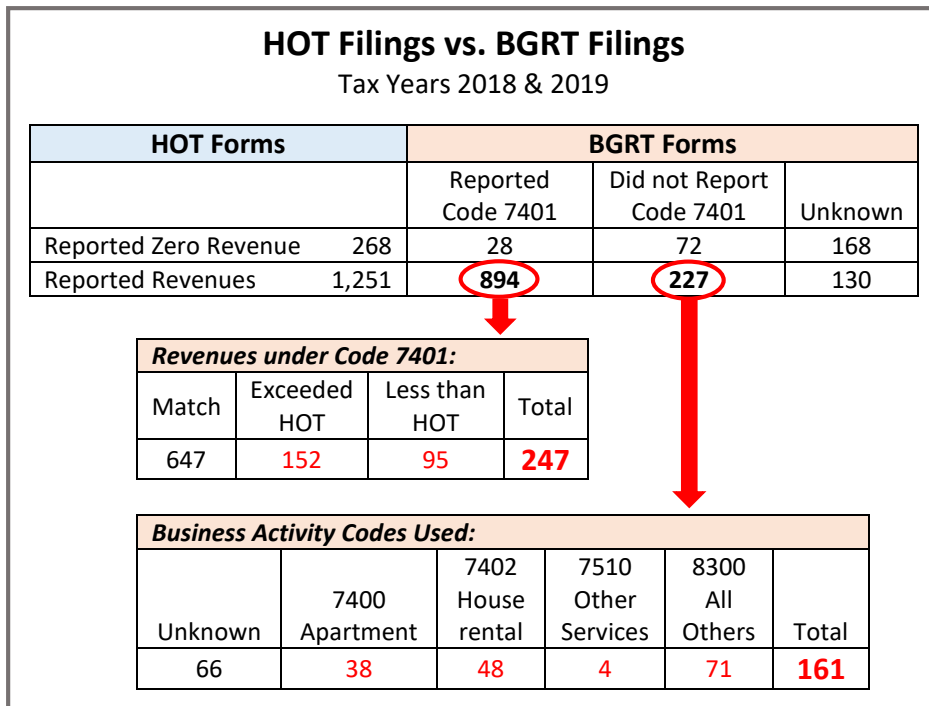 HOT Filings vs. BGRT Filings
Tax Years 2018 & 2019
HOT Forms BGRT Forms
Reported Did not Report
Code 7401 Code 7401 Unknown
Reported Zero Revenue 268 28 72 168
Reported Revenues 1,251 894 227 130
Revenues under Code 7401:
Match Exceeded HOT Less than HOT Total
647 152 95 247
Business Activity Codes Used:
7402 7510 8300
7400 House Other All
Unknown Apartment rental Services Others Total
66 38 48 4 71 161